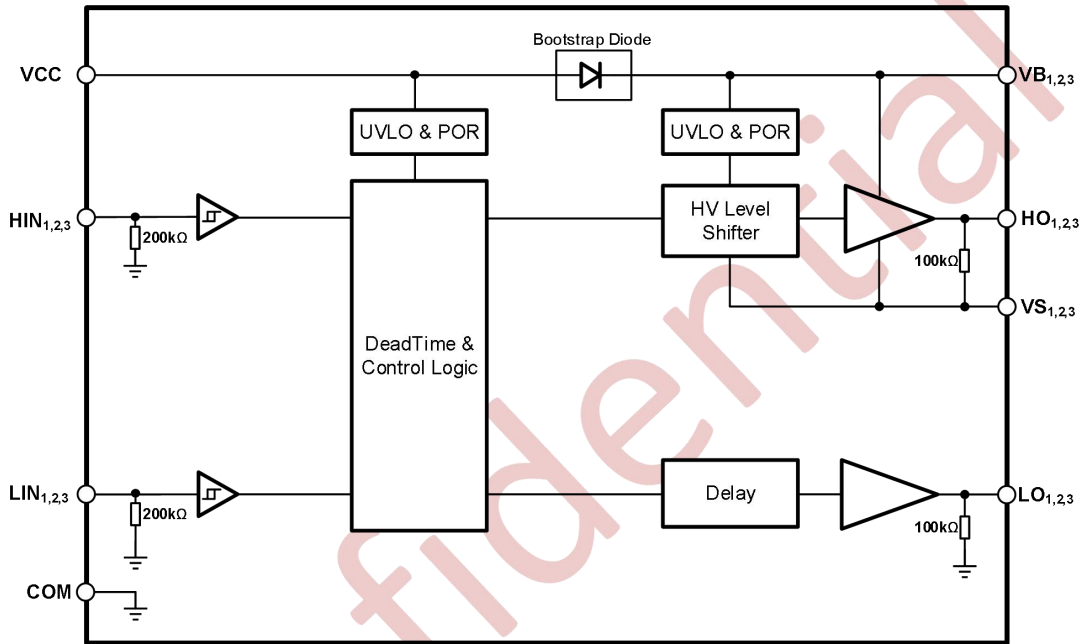 Bootstrap Diode
VCC
VB1,2,3
UVLO & POR
UVLO & POR
HIN1,2,3
200kΩ
HV Level
Shifter
HO1,2,3
100kΩ
VS1,2,3
DeadTime &
Control Logic
LIN1,2,3
200kΩ
Delay
LO1,2,3
100kΩ
COM
fidential